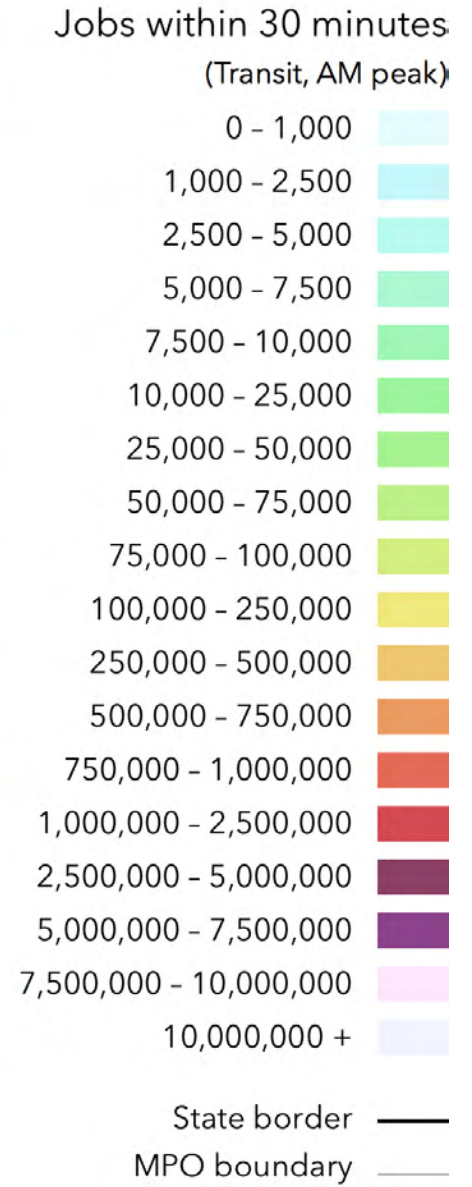 Jobs within 30 minutes
(Transit, AM peak)
0 – 1,000
1,000 – 2,500
2,500 – 5,000
5,000 – 7,500
7,500 – 10,000
10,000 – 25,000
25,000 – 50,000
50,000 – 75,000
75,000 – 100,000
100,000 – 250,000
250,000 – 500,000
500,000 – 750,000
750,000 – 1,000,000
1,000,000 – 2,500,000
2,500,000 – 5,000,000
5,000,000 – 7,500,000
7,500,000 – 10,000,000
10,000,000 +
State border
MPO boundary